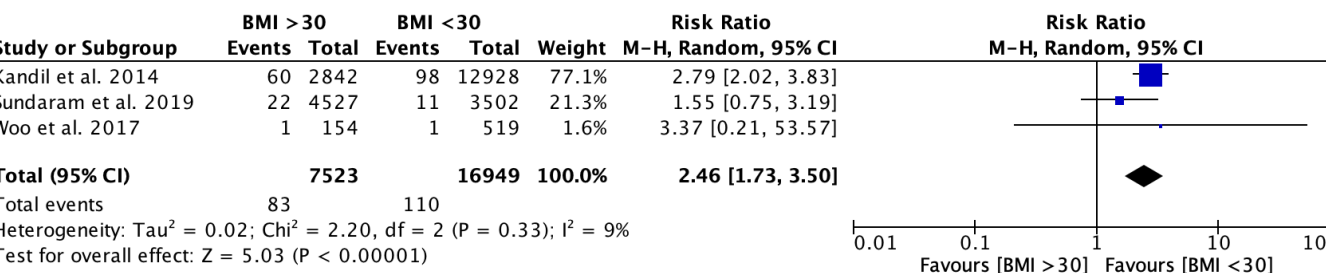 BMI >30 BMI <30 Risk Ratio Risk Ratio
Study or Subgroup Events Total Events Total Weight M-H, Random, 95% CI M-H, Random, 95% CI
Kandil et al. 2014 60 2842 98 12928 77.1% 2.79 [2.02, 3.83]
Sundaram et al. 2019 22 4527 11 3502 21.3% 1.55 [0.75, 3.19]
Woo et al. 2017 1 154 1 519 1.6% 3.37 [0.21, 53.57]
Total (95% CI) 7523 16949 100.0% 2.46 [1.73, 3.50]
Total events 83 110
Heterogeneity: Tau² = 0.02; Chi² = 2.20, df = 2 (P = 0.33); I² = 9%
Test for overall effect: Z = 5.03 (P < 0.00001)
0.01 0.1 1 10 10
Favours [BMI >30] Favours [BMI <30]